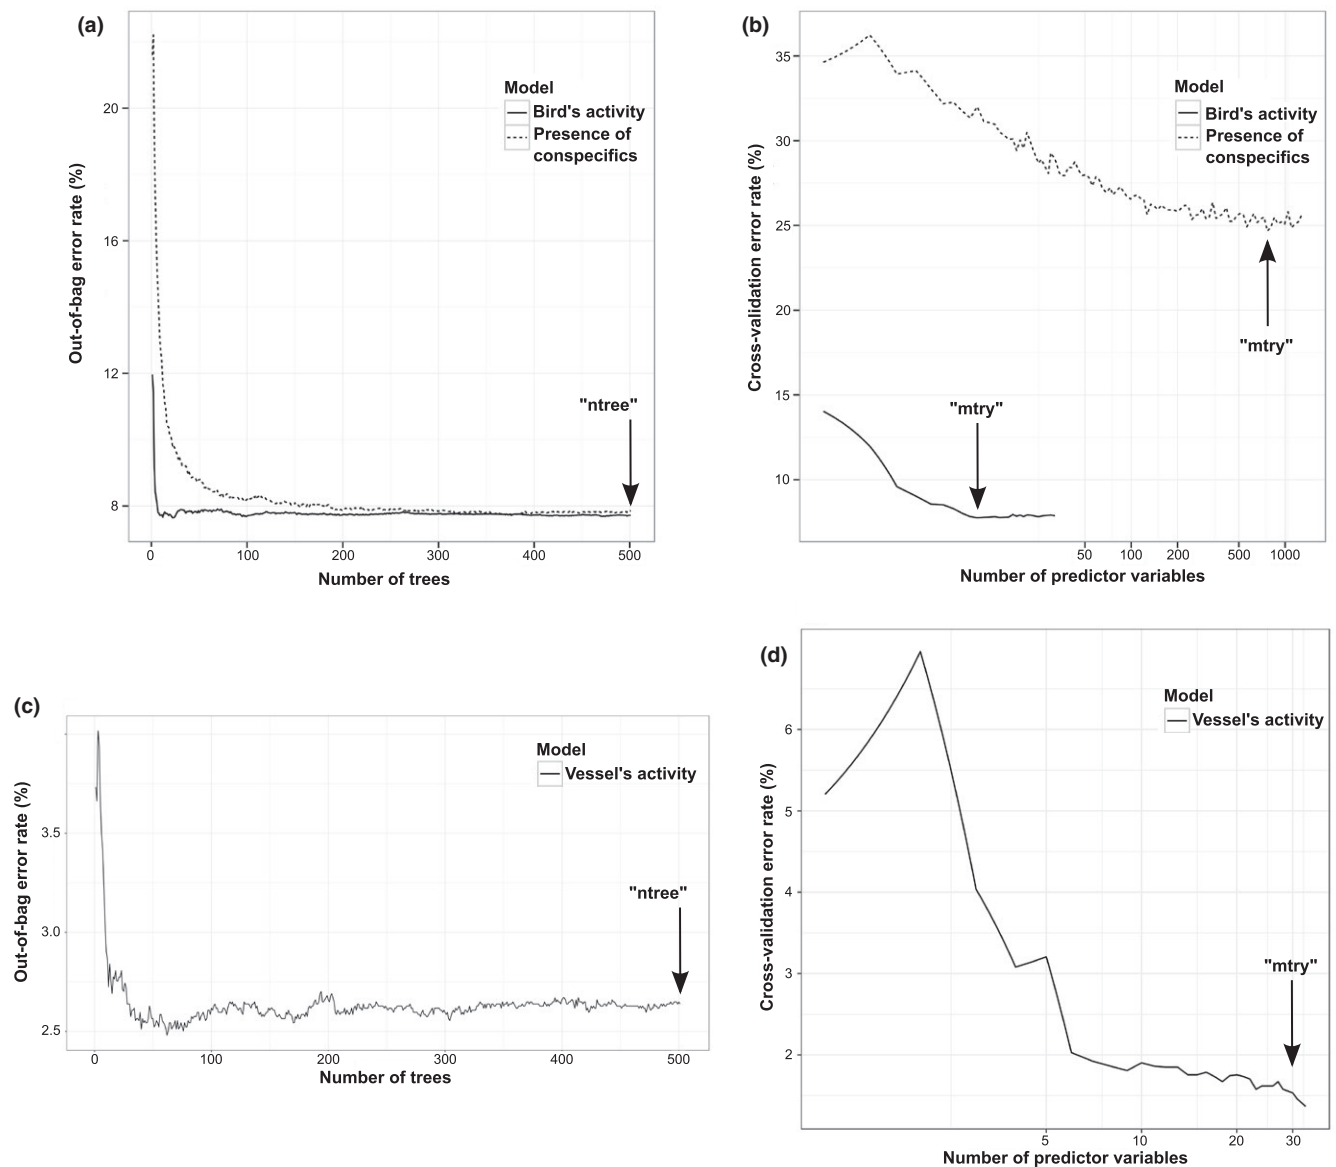 (a)
Out-of-bag error rate (%)
20
16
12
8
Model
Bird's activity
Presence of
conspecifics
"ntree"
0 100 200 300 400 500
Number of trees
(b)
Cross-validation error rate (%)
35
30
25
20
15
10
Model
Bird's activity
Presence of
conspecifics
"mtry"
"mtry"
50 100 200 500 1000
Number of predictor variables
(c)
Out-of-bag error rate (%)
3.5
3.0
2.5
Model
Vessel's activity
"ntree"
0 100 200 300 400 500
Number of trees
(d)
Cross-validation error rate (%)
6
5
4
3
2
Model
Vessel's activity
"mtry"
5 10 20 30
Number of predictor variables